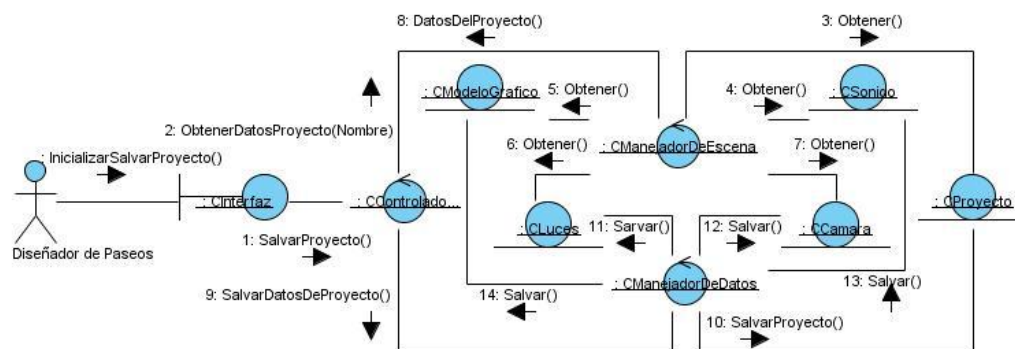 8: DatosDelProyecto()
3: Obtener()
: CModeloGrafico
5: Obtener()
4: Obtener()
: CSonido
2: ObtenerDatosProyecto(Nombre)
6: Obtener()
: CManejadorDeEscena
7: Obtener()
: InicializarSalvarProyecto()
: CInterfaz
: CControlado...
: CProyecto
: CLuces
11: Sarvar()
12: Salvar()
: CCamara
1: SalvarProyecto()
Diseñador de Paseos
: CManejadorDeDatos
13: Salvar()
9: SalvarDatosDeProyecto()
14: Salvar()
10: SalvarProyecto()